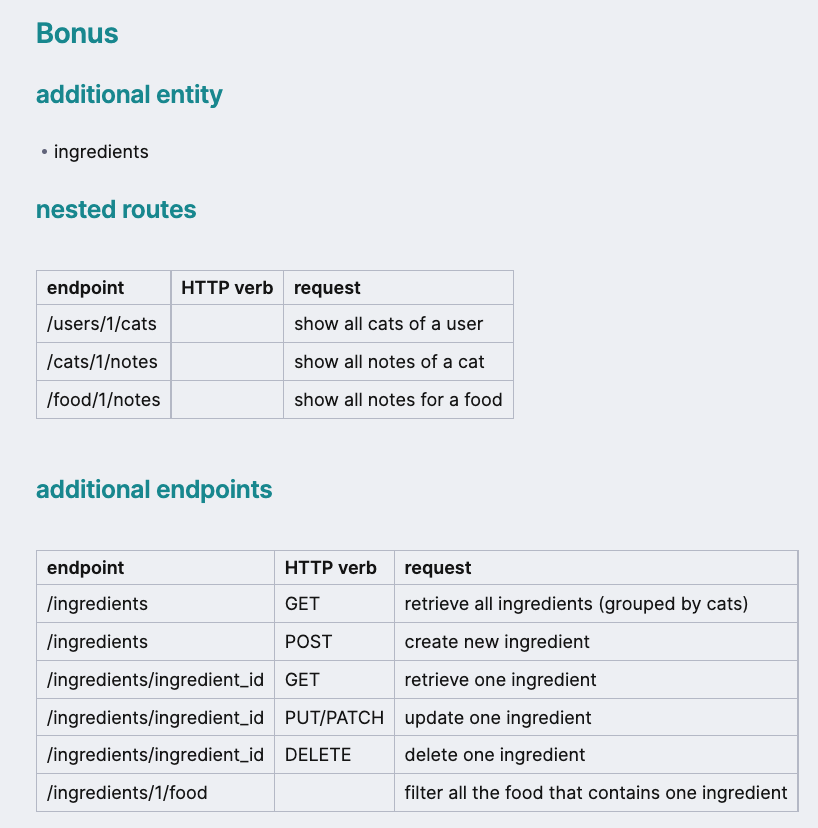 Bonus
additional entity
• ingredients
nested routes
endpoint HTTP verb request
/users/1/cats show all cats of a user
/cats/1/notes show all notes of a cat
/food/1/notes show all notes for a food
additional endpoints
endpoint HTTP verb request
/ingredients GET retrieve all ingredients (grouped by cats)
/ingredients POST create new ingredient
/ingredients/ingredient_id GET retrieve one ingredient
/ingredients/ingredient_id PUT/PATCH update one ingredient
/ingredients/ingredient_id DELETE delete one ingredient
/ingredients/1/food filter all the food that contains one ingredient